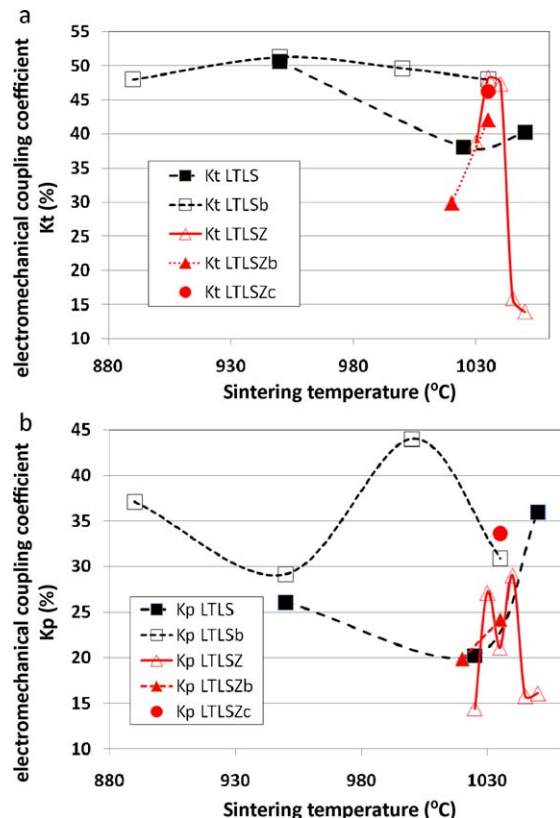 a
electromechanical coupling coefficient
Kt (%)
55
50
45
40
35
30
25
20
15
10
Kt LTLS
Kt LTLSb
Kt LTLSZ
Kt LTLSZb
Kt LTLSZc
880 930 980 1030
Sintering temperature (°C)
b
electromechanical coupling coefficient
Kp (%)
45
40
35
30
25
20
15
10
Kp LTLS
Kp LTLSb
Kp LTLSZ
Kp LTLSZb
Kp LTLSZc
880 930 980 1030
Sintering temperature (°C)